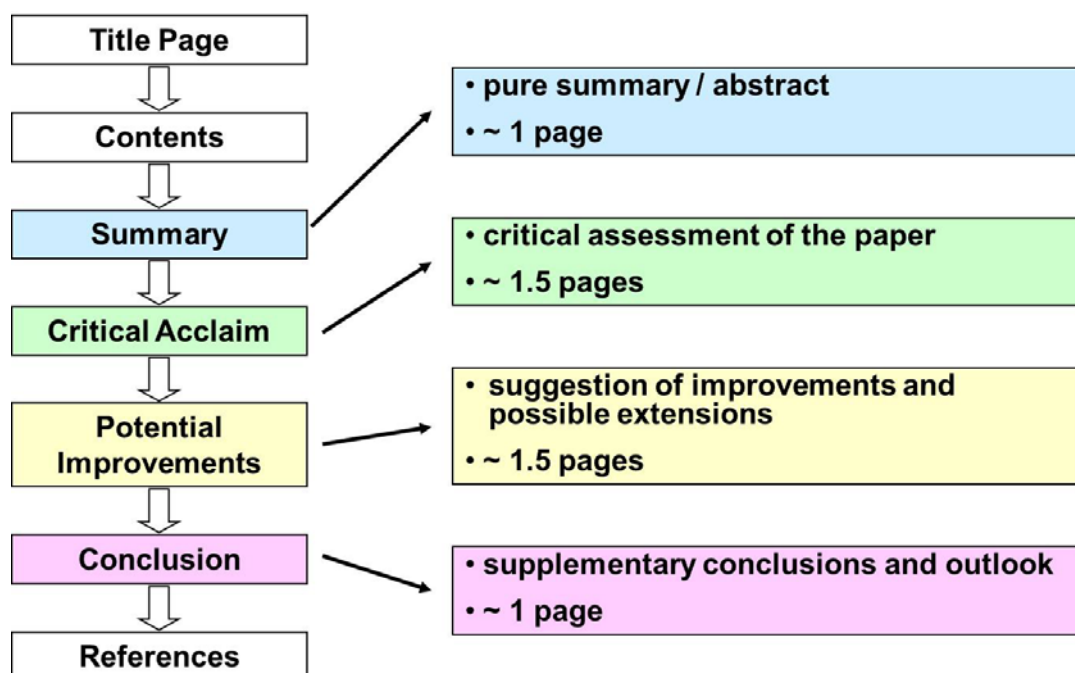 Title Page
Contents
Summary
Critical Acclaim
Potential
Improvements
Conclusion
References
• pure summary / abstract
• ~ 1 page
• critical assessment of the paper
• ~ 1.5 pages
• suggestion of improvements and
possible extensions
• ~ 1.5 pages
• supplementary conclusions and outlook
• ~ 1 page